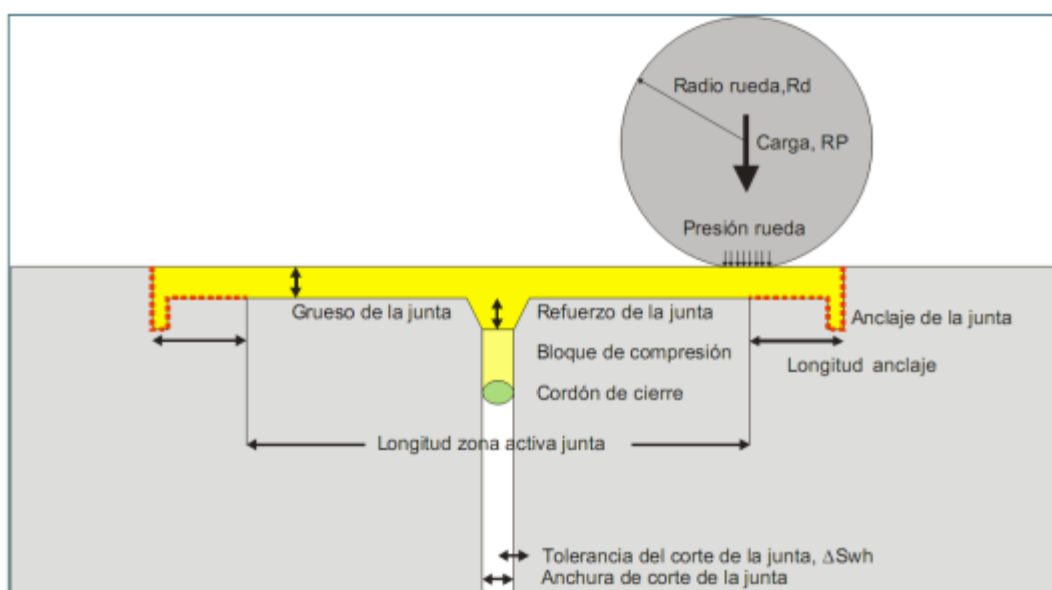 Radio rueda,Rd
Carga, RP
Presión rueda
Grueso de la junta
Refuerzo de la junta
Anclaje de la junta
Bloque de compresión
Longitud anclaje
Cordón de cierre
Longitud zona activa junta
Tolerancia del corte de la junta, ΔSwh
Anchura de corte de la junta